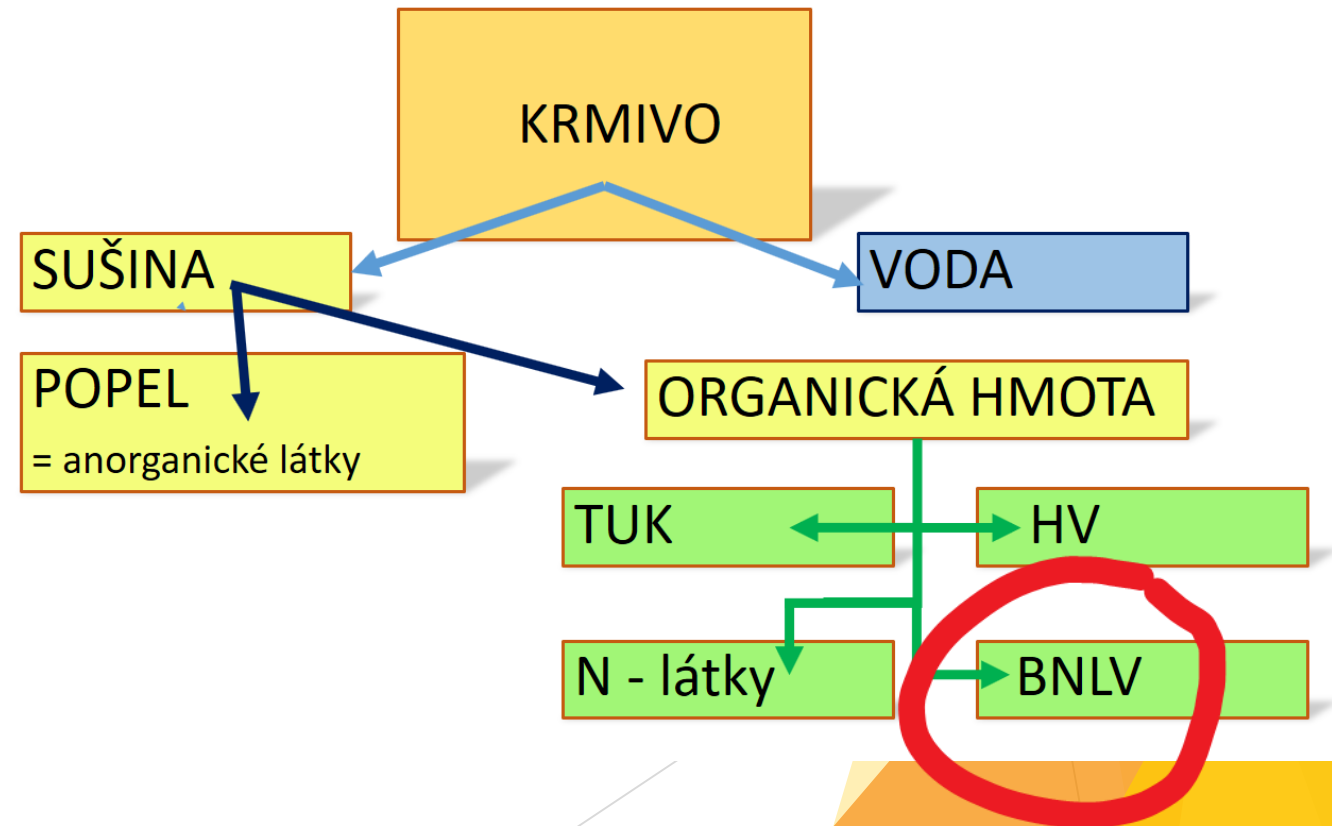 KRMIVO
SUŠINA
VODA
POPEL
= anorganické látky
ORGANICKÁ HMOTA
TUK
HV
N - látky
BNLV